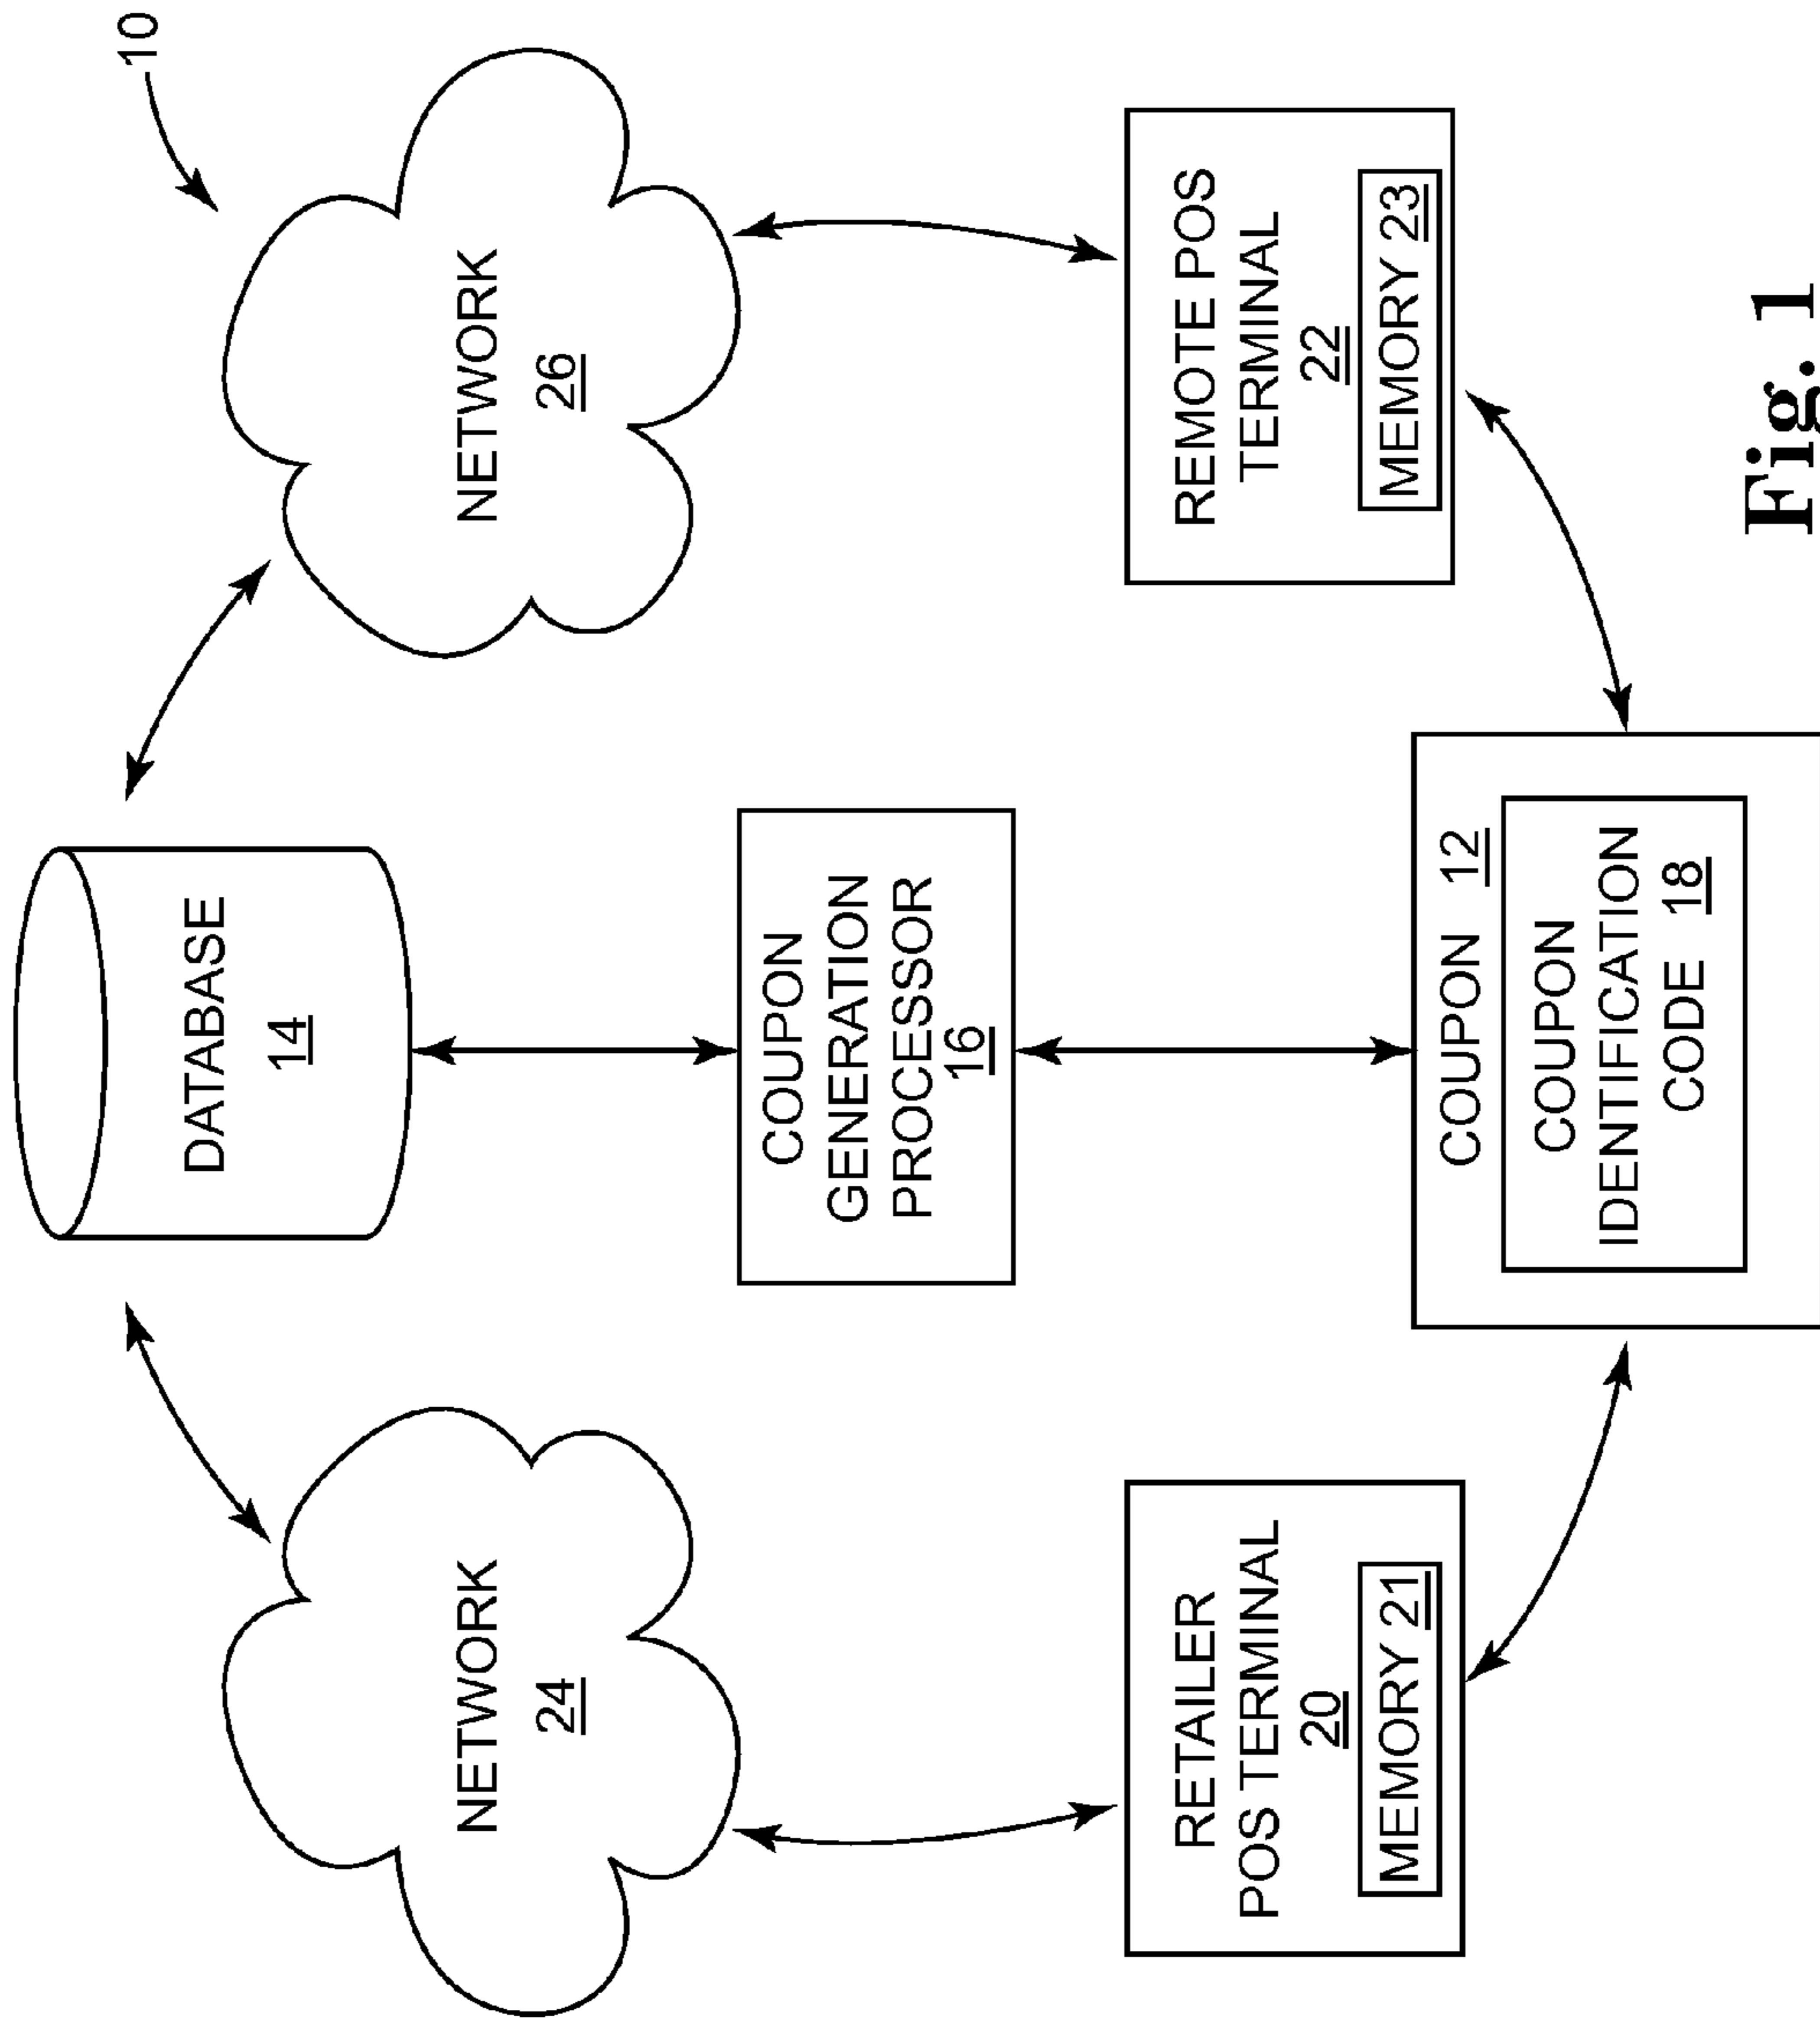 10
DATABASE
14
NETWORK
24
NETWORK
26
COUPON
GENERATION
PROCESSOR
16
RETAILER
POS TERMINAL
20
MEMORY 21
REMOTE POS
TERMINAL
22
MEMORY 23
COUPON 12
COUPON
IDENTIFICATION
CODE 18
Fig. 1